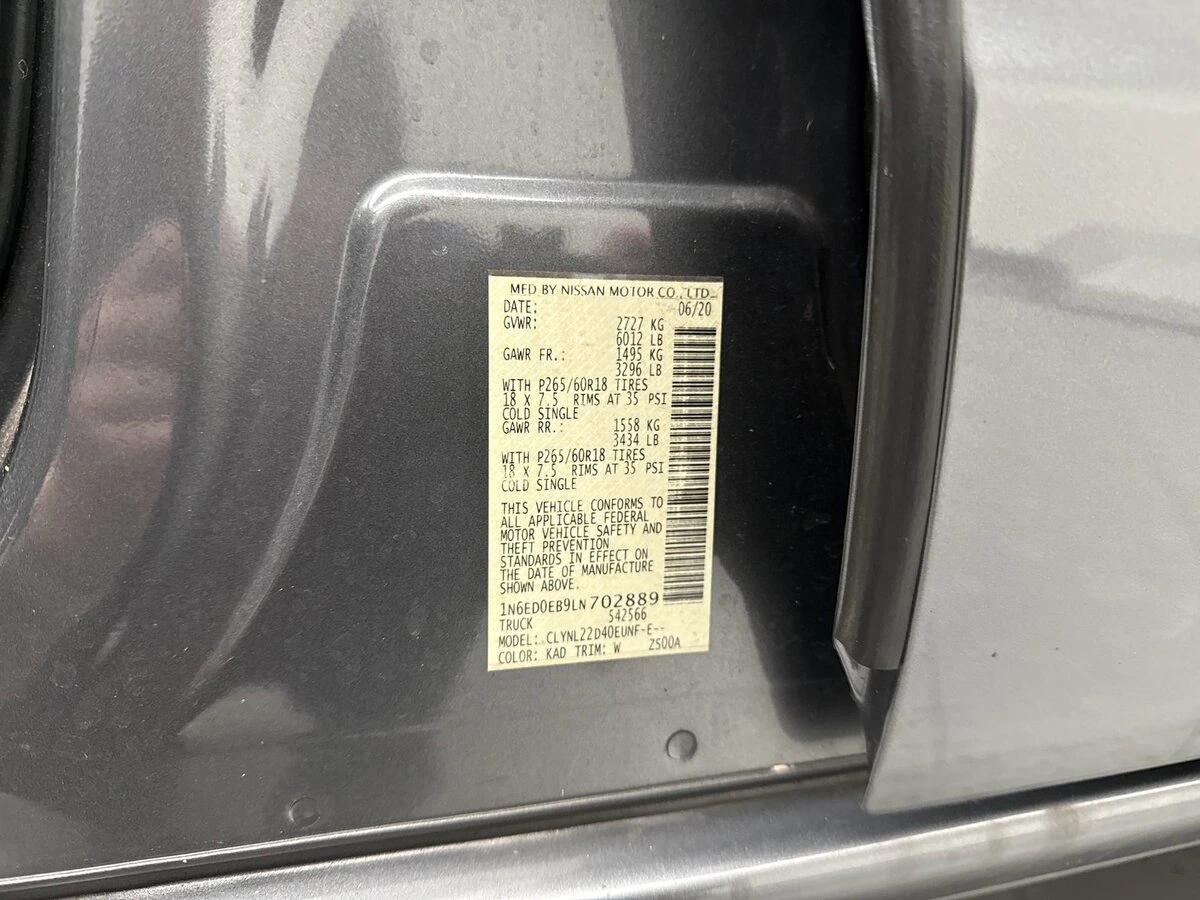 MFD BY NISSAN MOTOR CO., LTD.
DATE: 06/20
GVWR: 2727 KG
6012 LB
GAWR FR.: 1495 KG
3296 LB
WITH P265/60R18 TIRES
18 X 7.5 RIMS AT 35 PSI
COLD SINGLE
GAWR RR.: 1558 KG
3434 LB
WITH P265/60R18 TIRES
18 X 7.5 RIMS AT 35 PSI
COLD SINGLE
THIS VEHICLE CONFORMS TO
ALL APPLICABLE FEDERAL
MOTOR VEHICLE SAFETY AND
THEFT PREVENTION
STANDARDS IN EFFECT ON
THE DATE OF MANUFACTURE
SHOWN ABOVE.
1N6ED0EB9LN702889
TRUCK S42566
MODEL: CLYNL22D40EUNF-E--
COLOR: KAD TRIM: W ZS00A